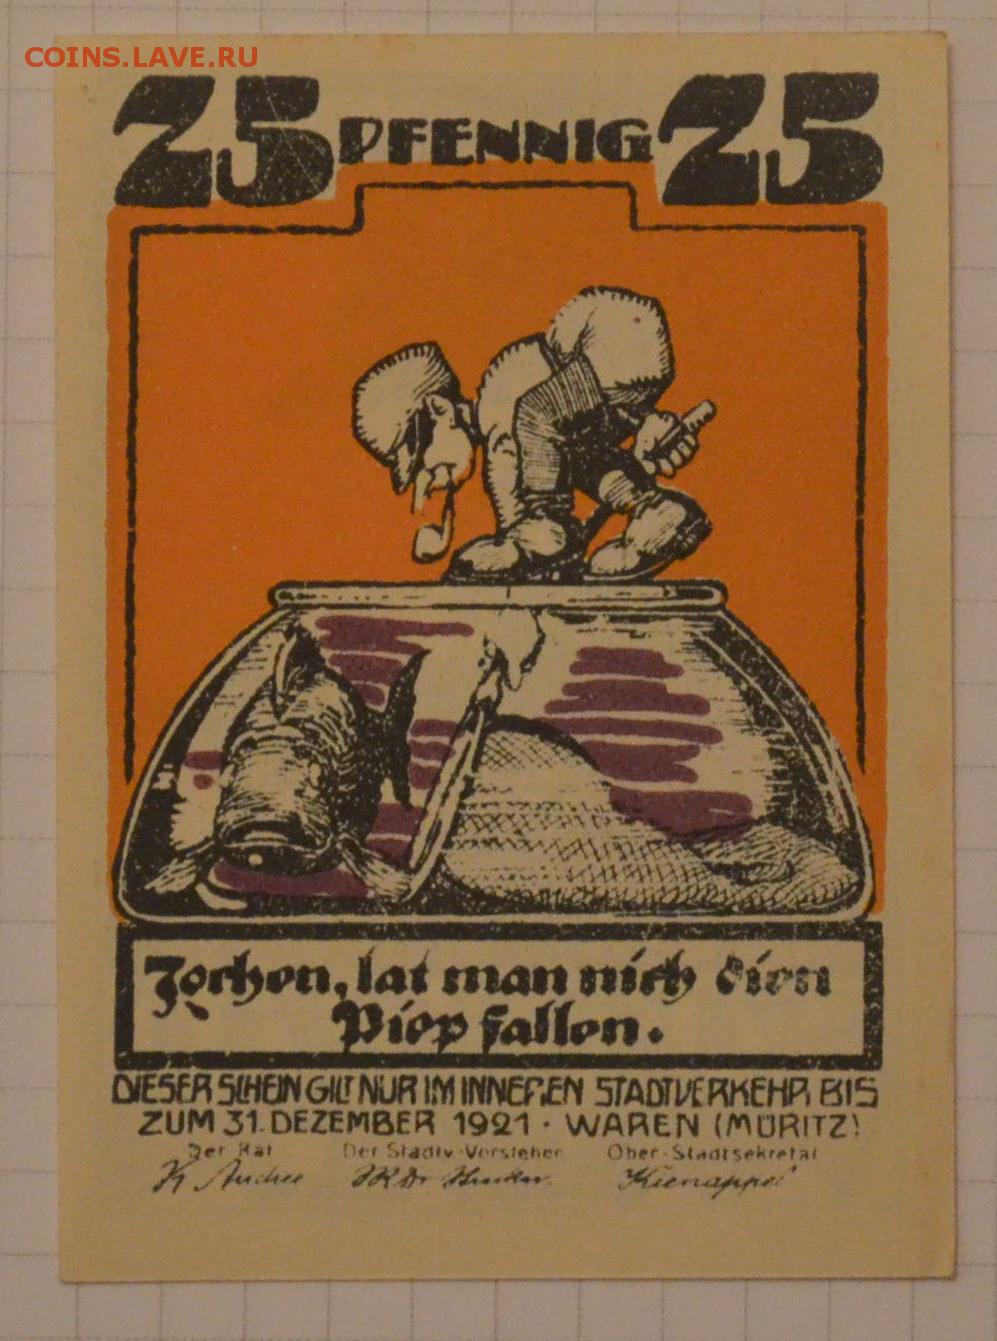 COINS.LAVE.RU
25 PFENNIG 25
Jochen, lat man nich dien
Piep fallen.
DIESER SCHEIN GILT NUR IM INNEREN STADTVERKEHR BIS
ZUM 31. DEZEMBER 1921 · WAREN (MÜRITZ)
Der Rat Der Stadtv.-Vorsteher Ober-Stadtsekretär